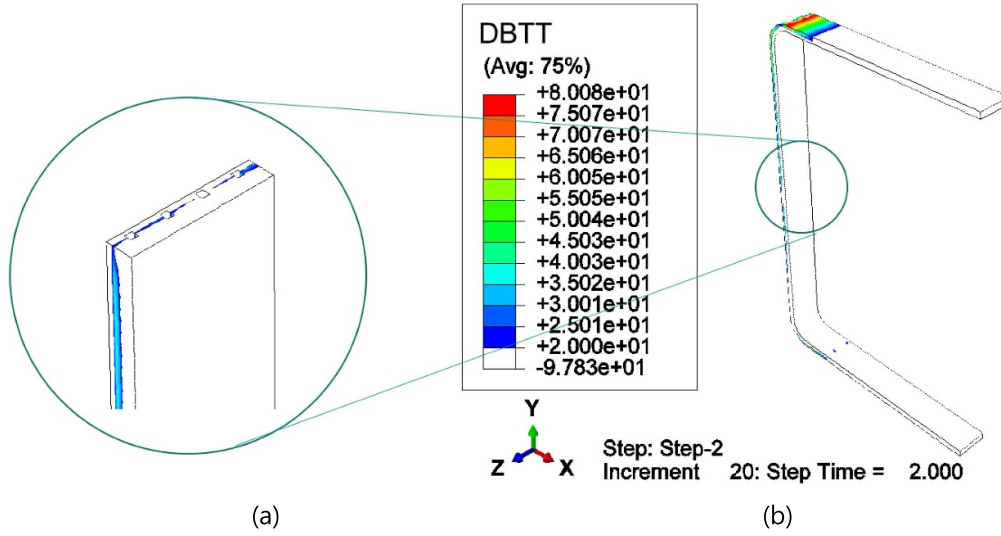 DBTT
(Avg: 75%)
+8.008e+01
+7.507e+01
+7.007e+01
+6.506e+01
+6.005e+01
+5.505e+01
+5.004e+01
+4.503e+01
+4.003e+01
+3.502e+01
+3.001e+01
+2.501e+01
+2.000e+01
-9.783e+01
Y
Z X
Step: Step-2
Increment 20: Step Time = 2.000
(a) (b)